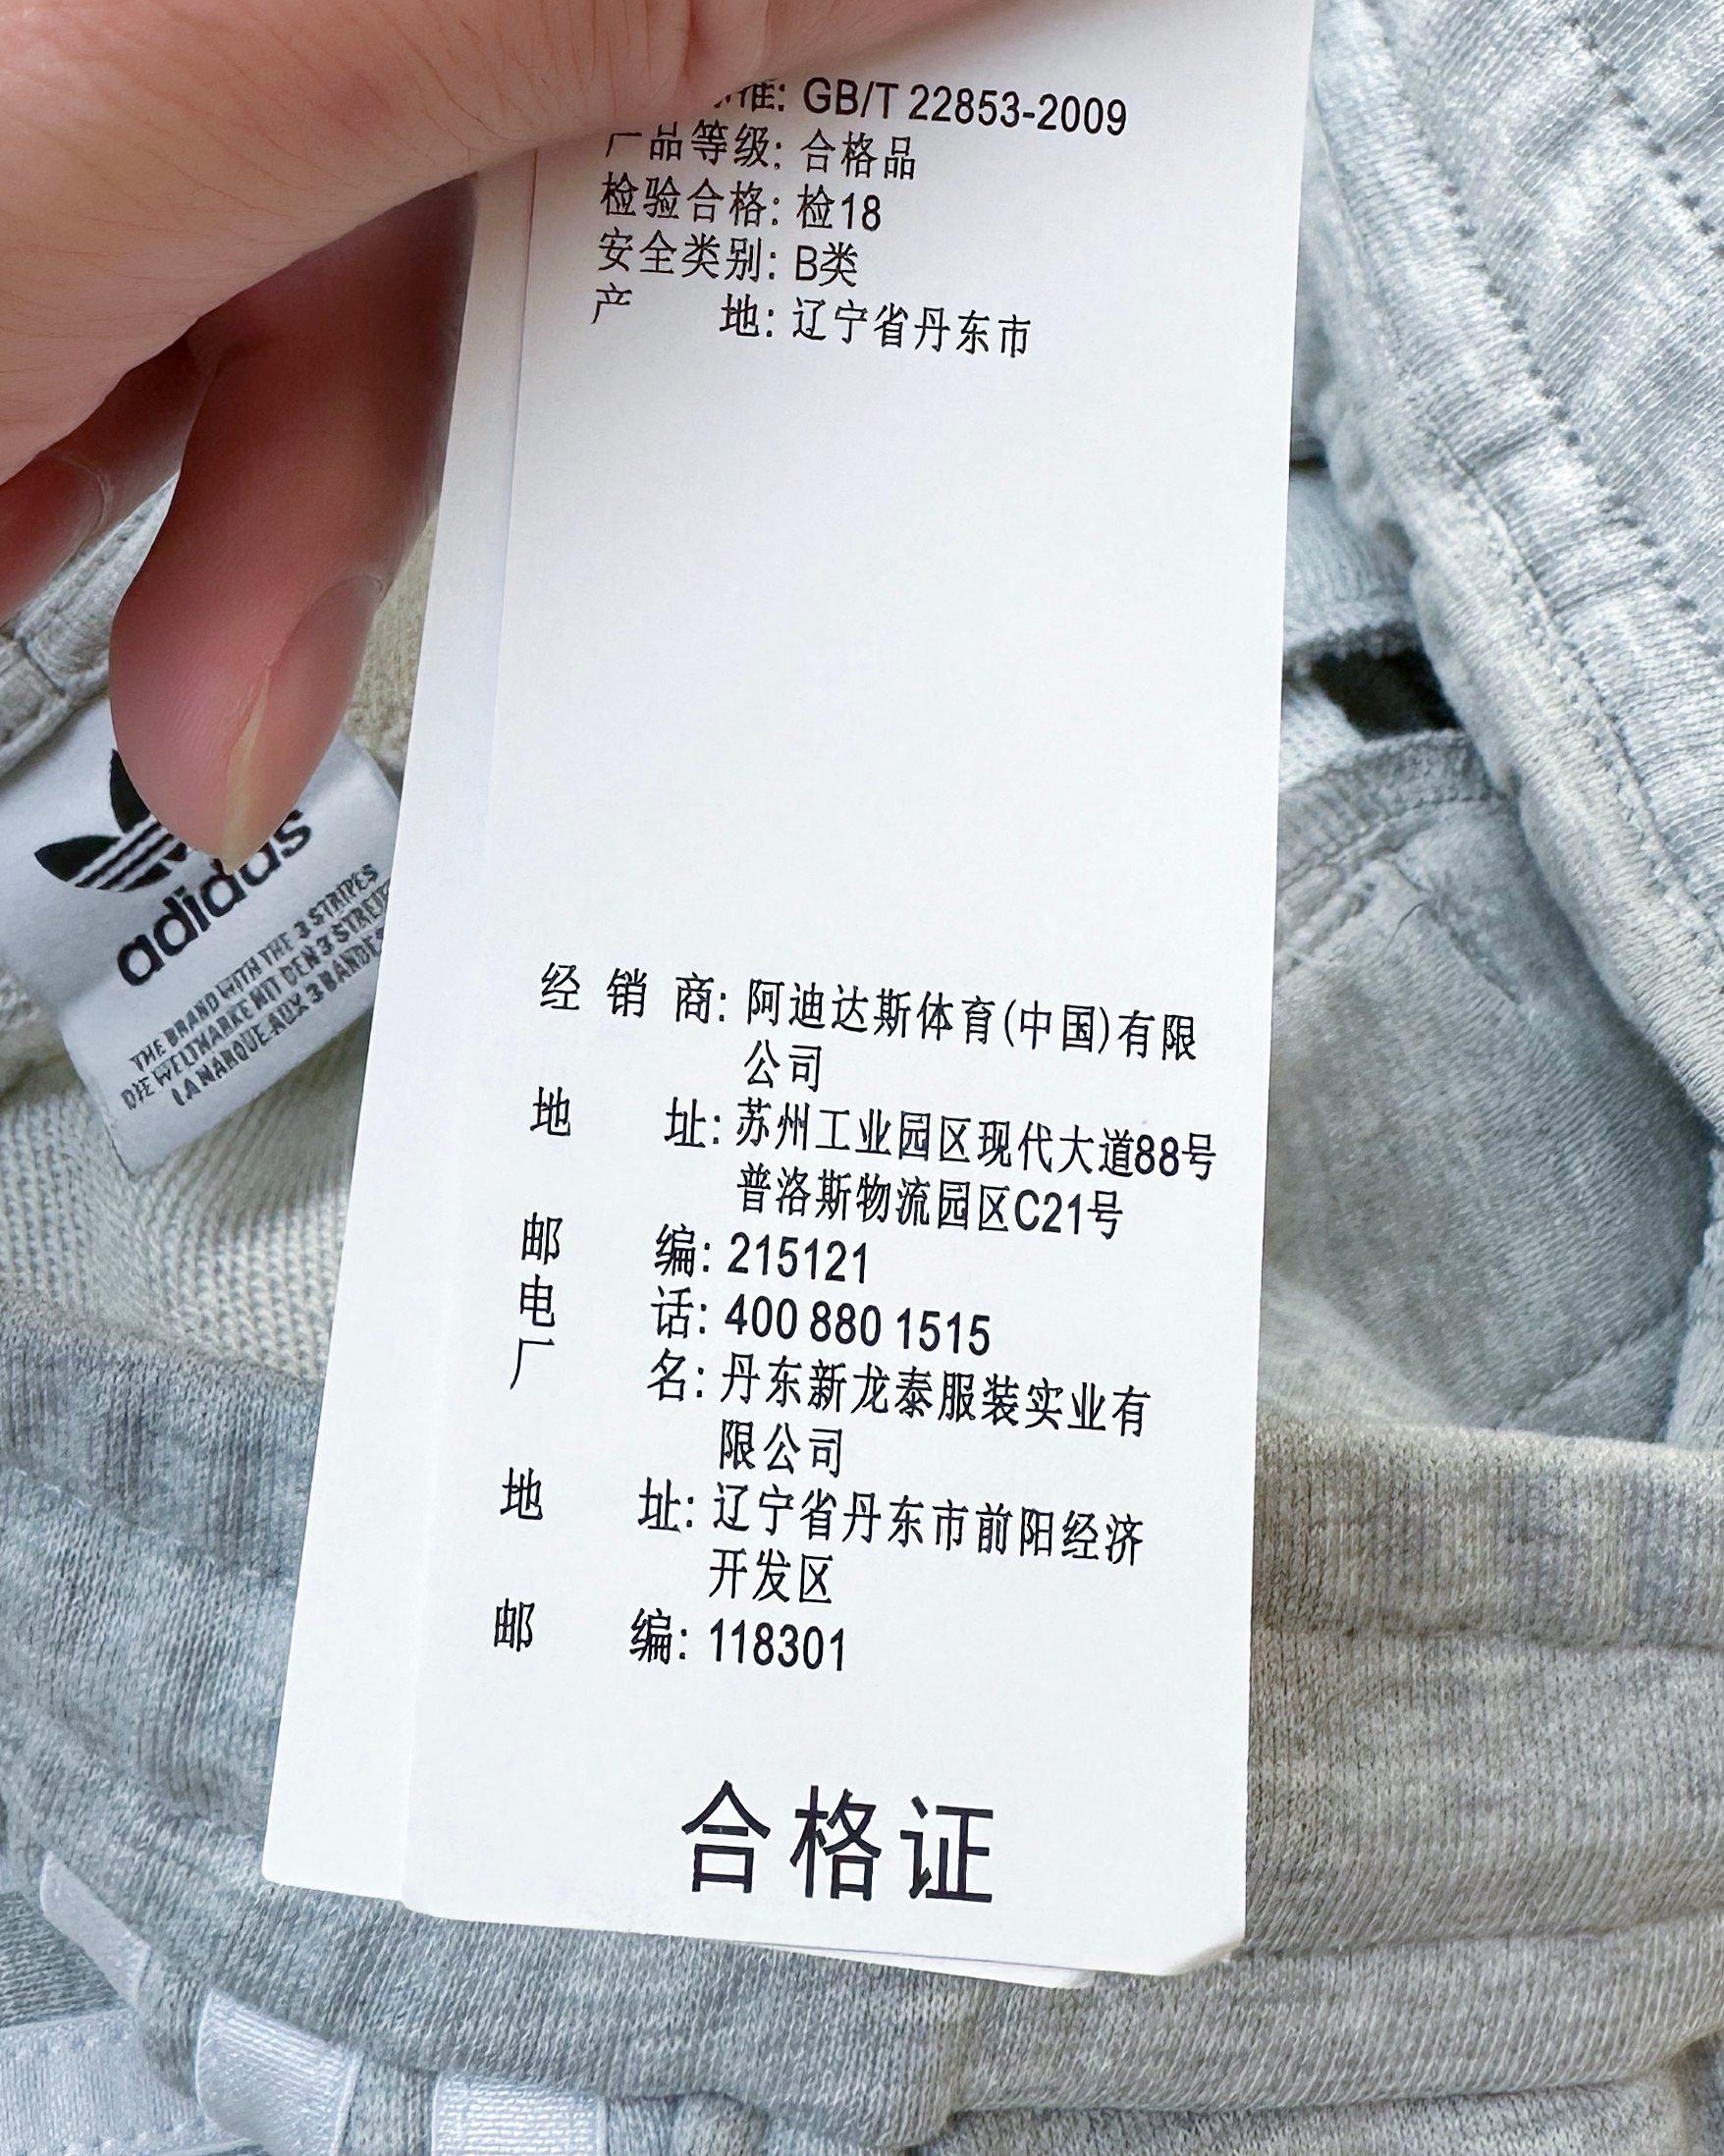 准: GB/T 22853-2009
产品等级: 合格品
检验合格: 检18
安全类别: B类
产 地: 辽宁省丹东市
经 销 商: 阿迪达斯体育(中国)有限
公司
地 址: 苏州工业园区现代大道88号
普洛斯物流园区C21号
邮 编: 215121
电 话: 400 880 1515
厂 名: 丹东新龙泰服装实业有
限公司
地 址: 辽宁省丹东市前阳经济
开发区
邮 编: 118301
合格证
adidas
THE BRAND WITH THE 3 STRIPES
DIE WELTMARKE MIT DEN 3 STREIF
LA MARQUE AUX 3 BANDES